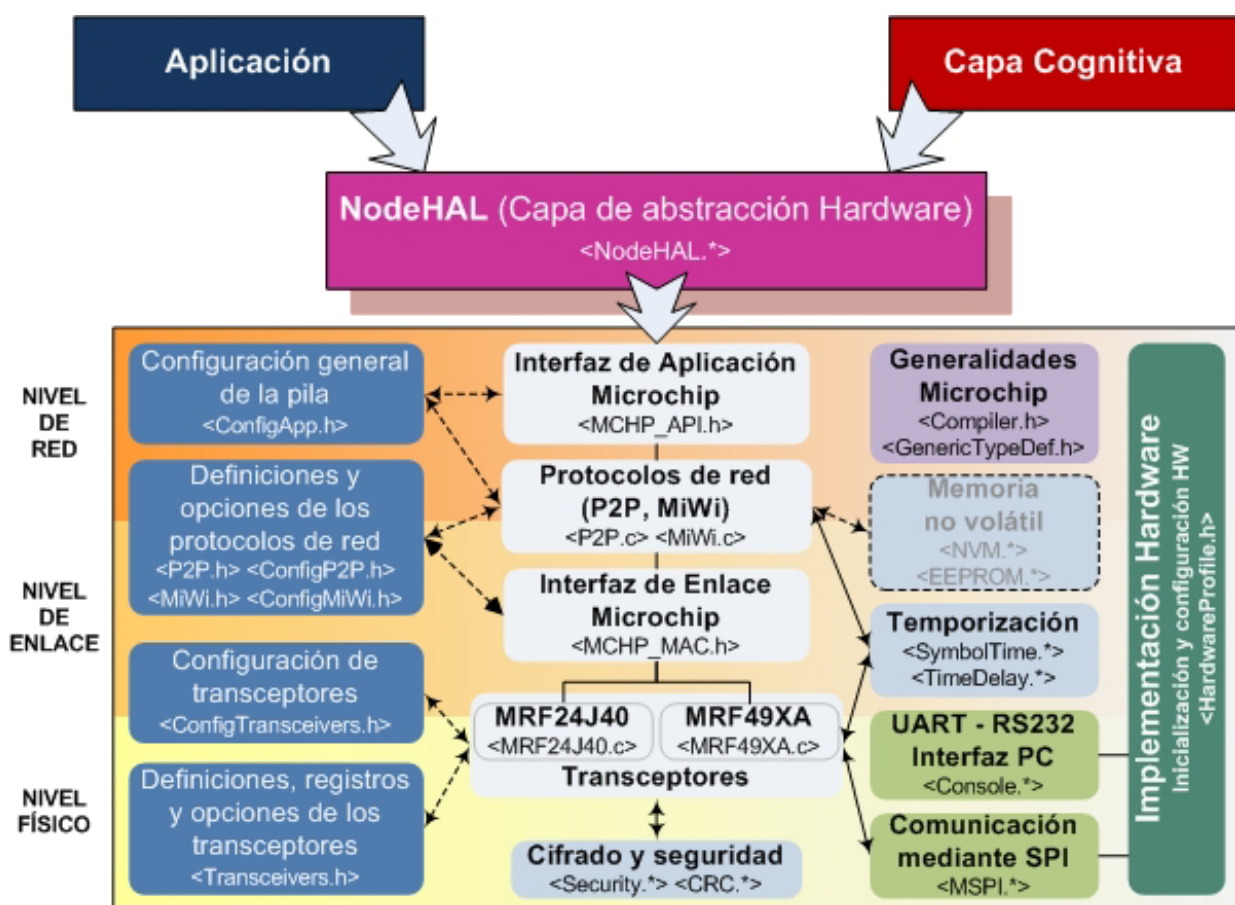 Aplicación
Capa Cognitiva
NodeHAL (Capa de abstracción Hardware)
<NodeHAL.*>
NIVEL
DE
RED
NIVEL
DE
ENLACE
NIVEL
FÍSICO
Configuración general
de la pila
<ConfigApp.h>
Definiciones y
opciones de los
protocolos de red
<P2P.h> <ConfigP2P.h>
<MiWi.h> <ConfigMiWi.h>
Configuración de
transceptores
<ConfigTransceivers.h>
Definiciones, registros
y opciones de los
transceptores
<Transceivers.h>
Interfaz de Aplicación
Microchip
<MCHP_API.h>
Protocolos de red
(P2P, MiWi)
<P2P.c> <MiWi.c>
Interfaz de Enlace
Microchip
<MCHP_MAC.h>
MRF24J40
<MRF24J40.c>
MRF49XA
<MRF49XA.c>
Transceptores
Cifrado y seguridad
<Security.*> <CRC.*>
Generalidades
Microchip
<Compiler.h>
<GenericTypeDef.h>
Memoria
no volátil
<NVM.*>
<EEPROM.*>
Temporización
<SymbolTime.*>
<TimeDelay.*>
UART - RS232
Interfaz PC
<Console.*>
Comunicación
mediante SPI
<MSPI.*>
Implementación Hardware
Inicialización y configuración HW
<HardwareProfile.h>